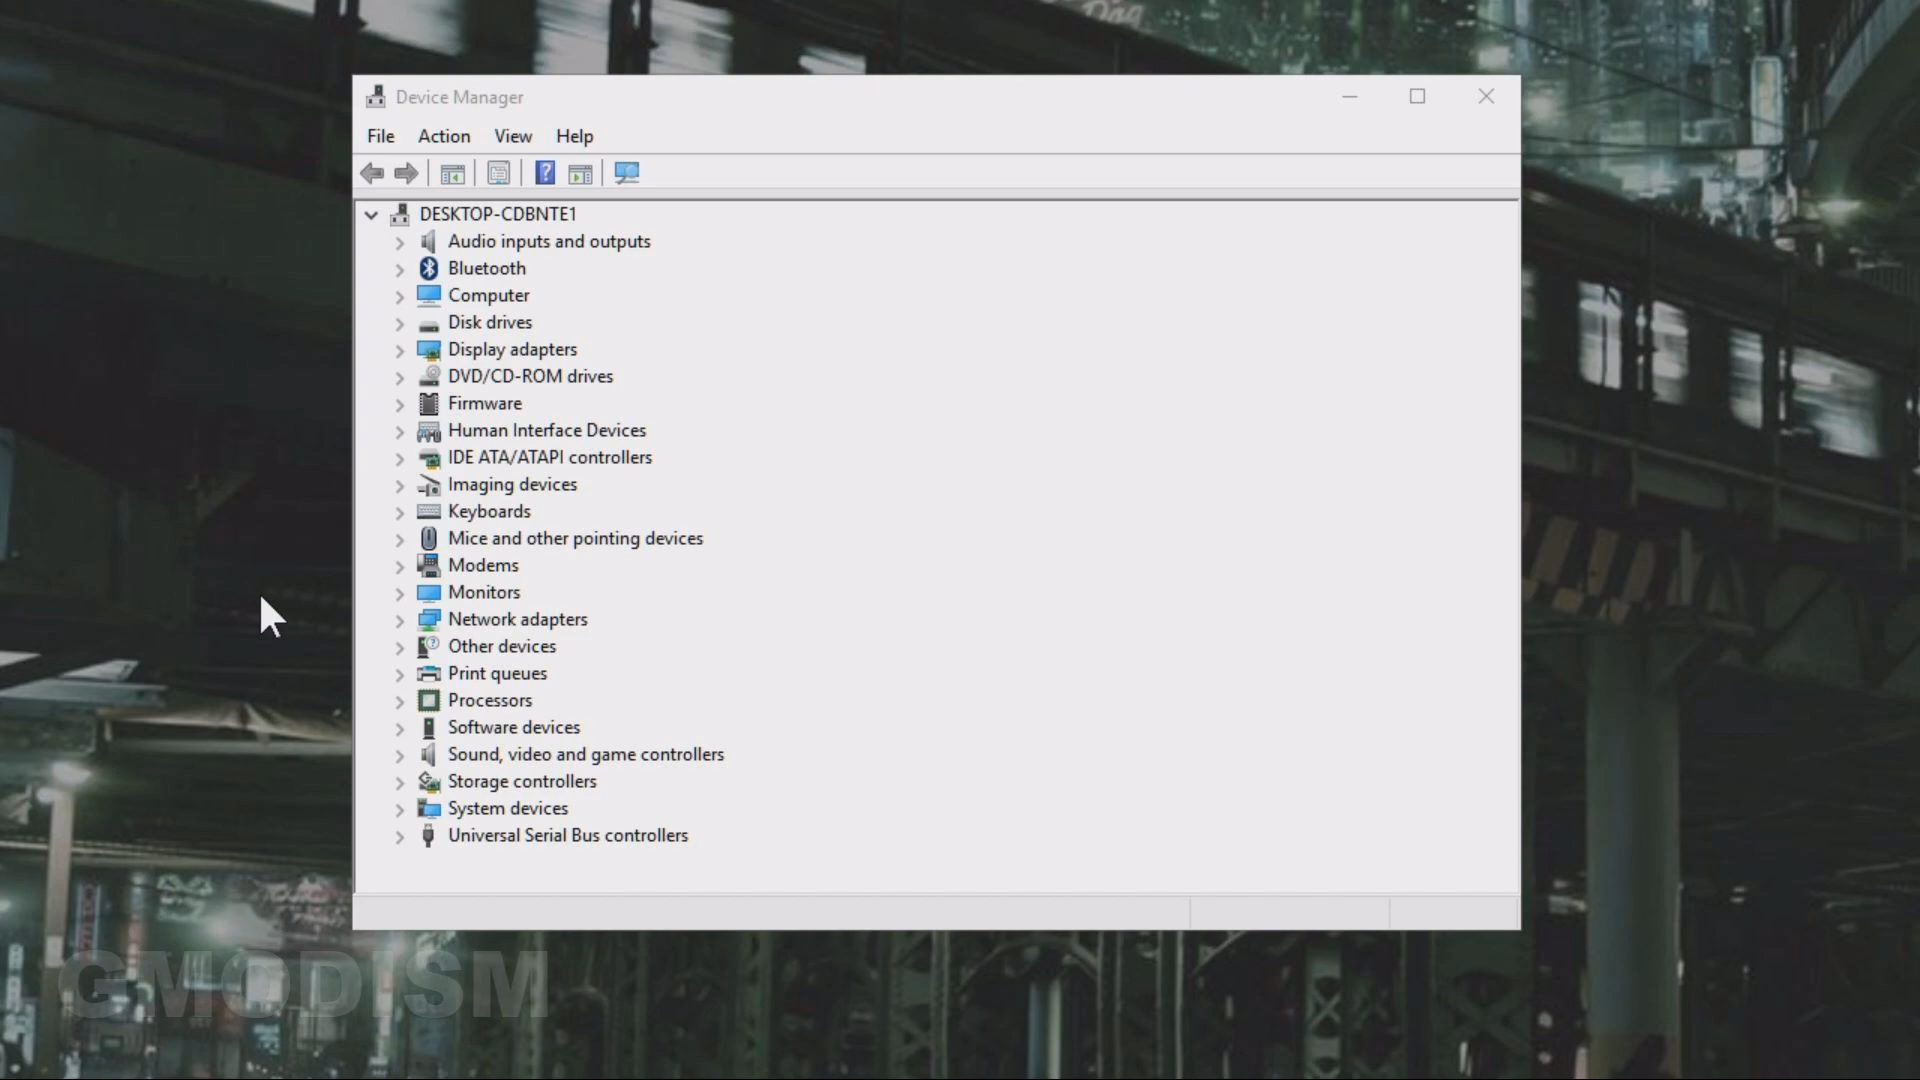 Dag
Device Manager
File Action View Help
DESKTOP-CDBNTE1
Audio inputs and outputs
Bluetooth
Computer
Disk drives
Display adapters
DVD/CD-ROM drives
Firmware
Human Interface Devices
IDE ATA/ATAPI controllers
Imaging devices
Keyboards
Mice and other pointing devices
Modems
Monitors
Network adapters
Other devices
Print queues
Processors
Software devices
Sound, video and game controllers
Storage controllers
System devices
Universal Serial Bus controllers
GMODISM